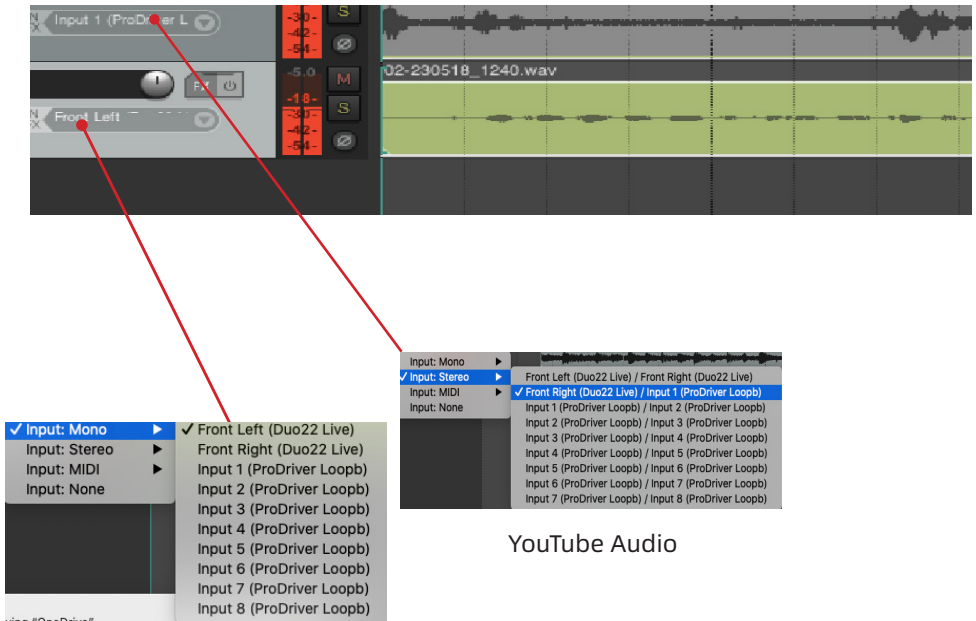 Input 1 (ProDriver L
-30-
-42-
-54-
S
-5.0
M
02-230518_1240.wav
-18-
-30-
S
Front Left
-42-
-54-
Input: Mono
Input: Stereo
Input: MIDI
Input: None
Front Left (Duo22 Live) / Front Right (Duo22 Live)
✓ Front Right (Duo22 Live) / Input 1 (ProDriver Loopb)
Input 1 (ProDriver Loopb) / Input 2 (ProDriver Loopb)
Input 2 (ProDriver Loopb) / Input 3 (ProDriver Loopb)
Input 3 (ProDriver Loopb) / Input 4 (ProDriver Loopb)
Input 4 (ProDriver Loopb) / Input 5 (ProDriver Loopb)
Input 5 (ProDriver Loopb) / Input 6 (ProDriver Loopb)
Input 6 (ProDriver Loopb) / Input 7 (ProDriver Loopb)
Input 7 (ProDriver Loopb) / Input 8 (ProDriver Loopb)
YouTube Audio
✓ Input: Mono
Input: Stereo
Input: MIDI
Input: None
✓ Front Left (Duo22 Live)
Front Right (Duo22 Live)
Input 1 (ProDriver Loopb)
Input 2 (ProDriver Loopb)
Input 3 (ProDriver Loopb)
Input 4 (ProDriver Loopb)
Input 5 (ProDriver Loopb)
Input 6 (ProDriver Loopb)
Input 7 (ProDriver Loopb)
Input 8 (ProDriver Loopb)